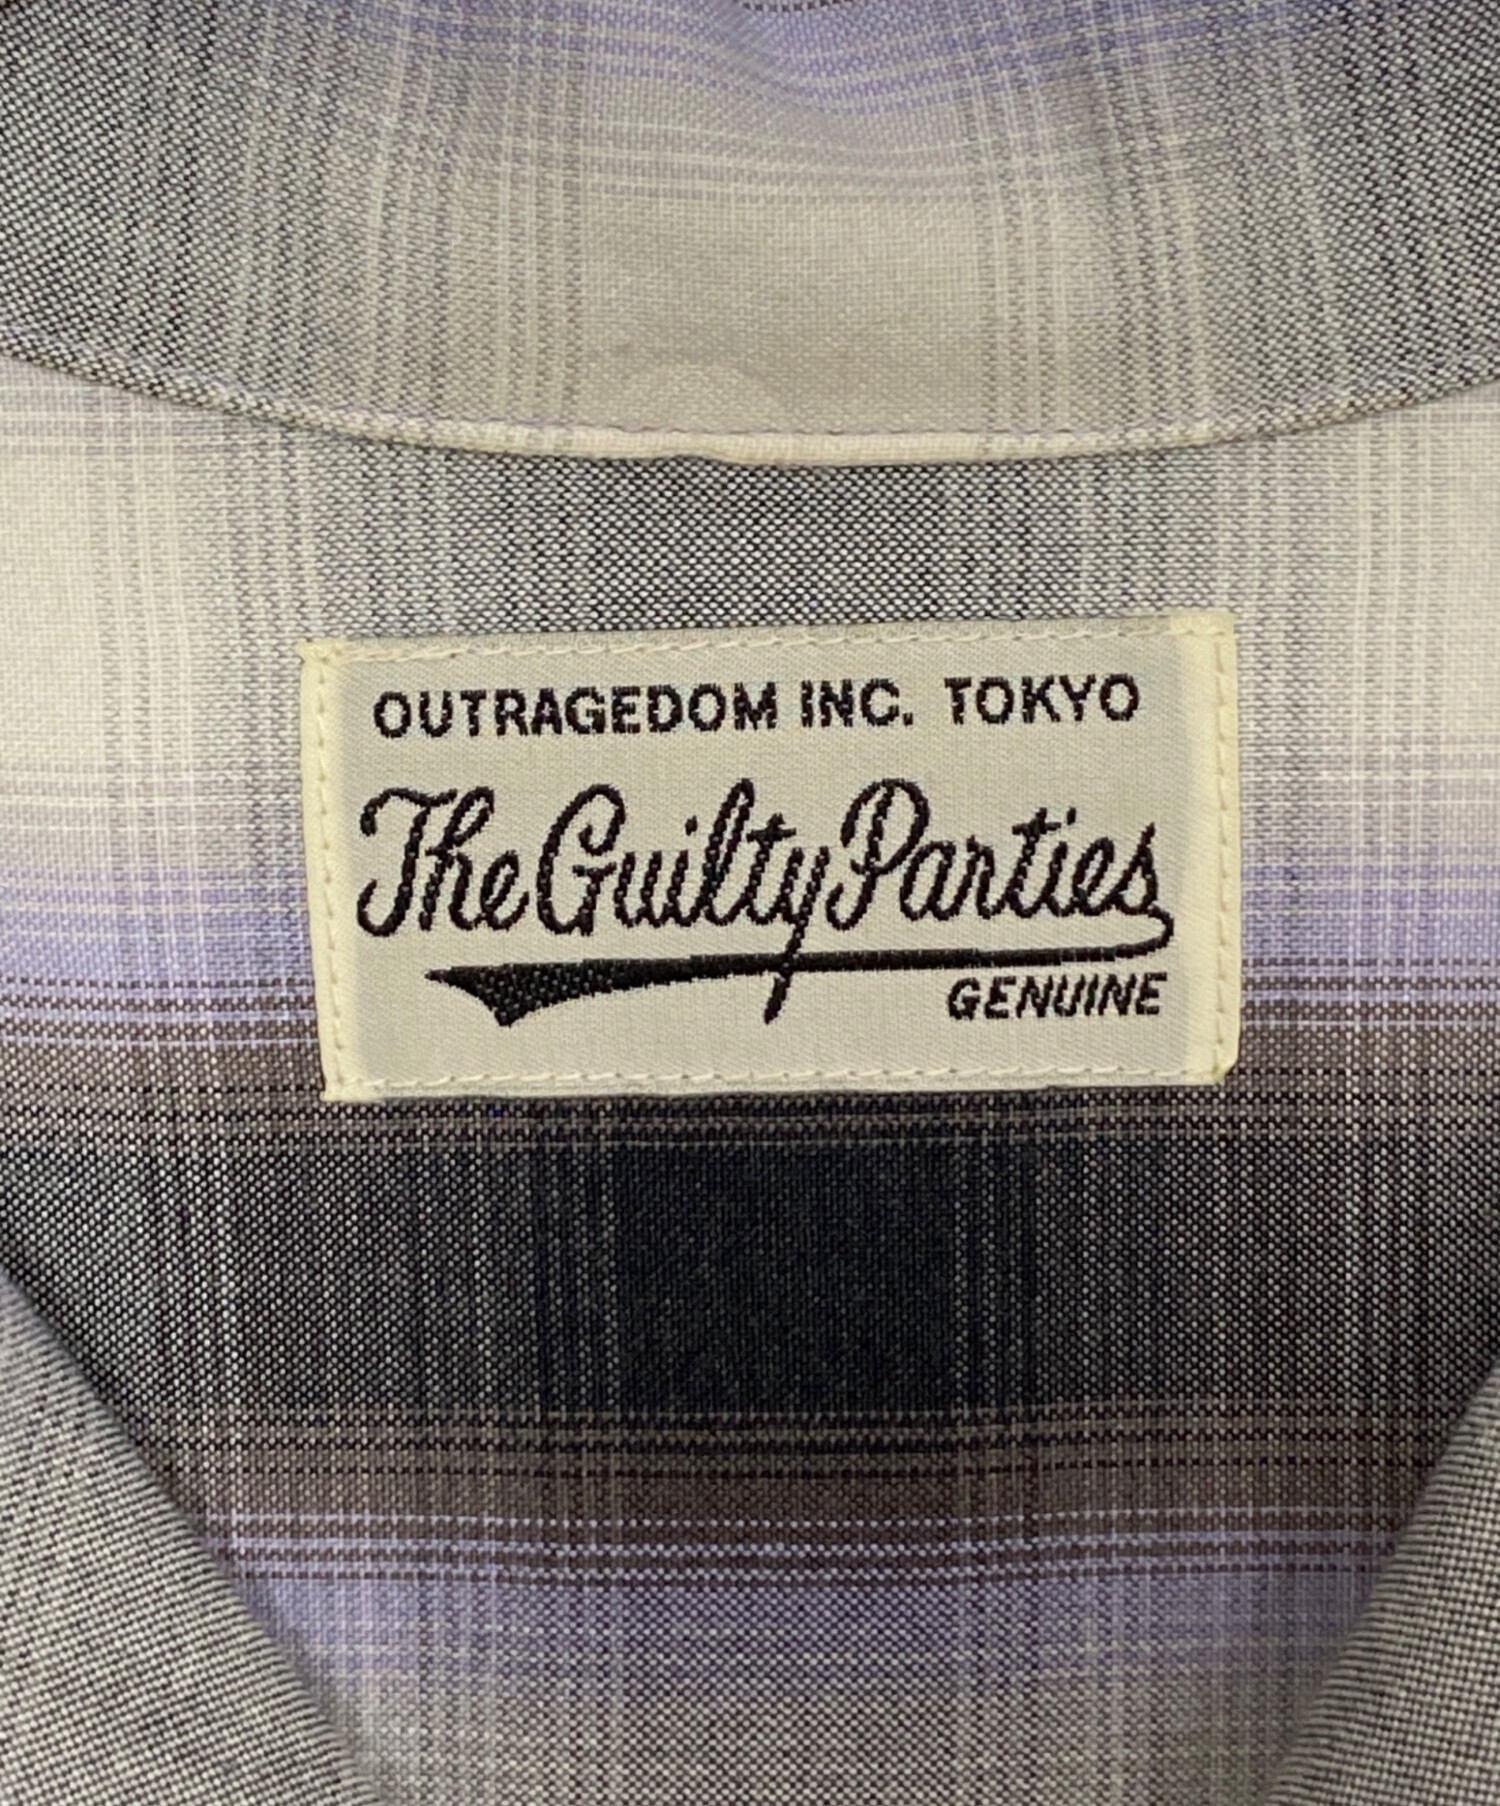 OUTRAGEDOM INC. TOKYO
The Guilty Parties
GENUINE